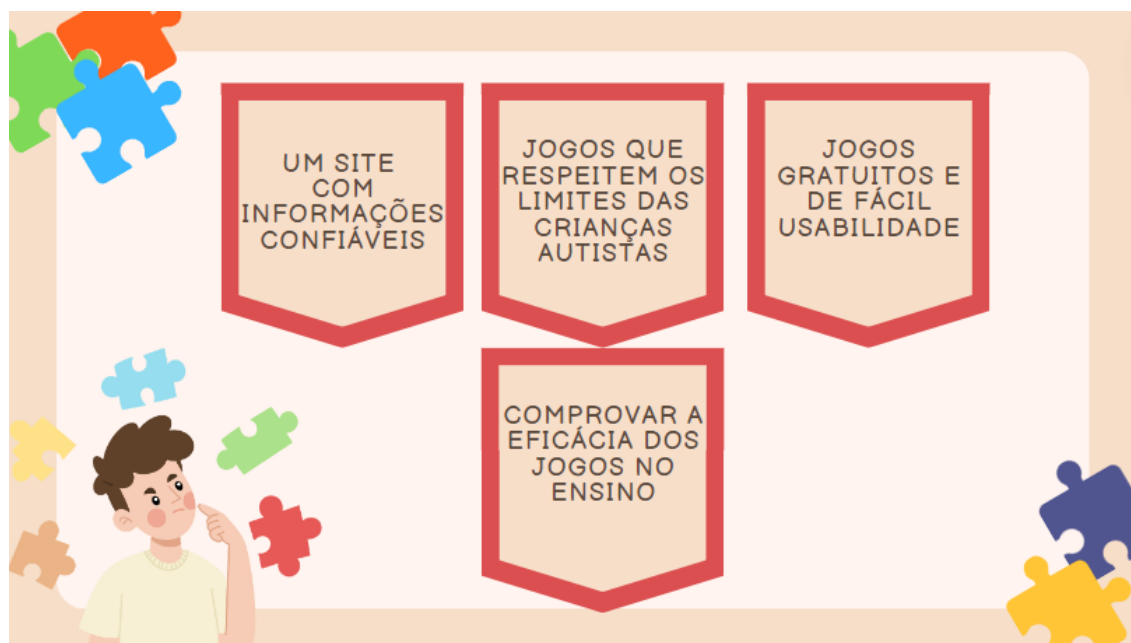 UM SITE
COM
INFORMAÇÕES
CONFIÁVEIS
JOGOS QUE
RESPEITEM OS
LIMITES DAS
CRIANÇAS
AUTISTAS
JOGOS
GRATUITOS E
DE FÁCIL
USABILIDADE
COMPROVAR A
EFICÁCIA DOS
JOGOS NO
ENSINO